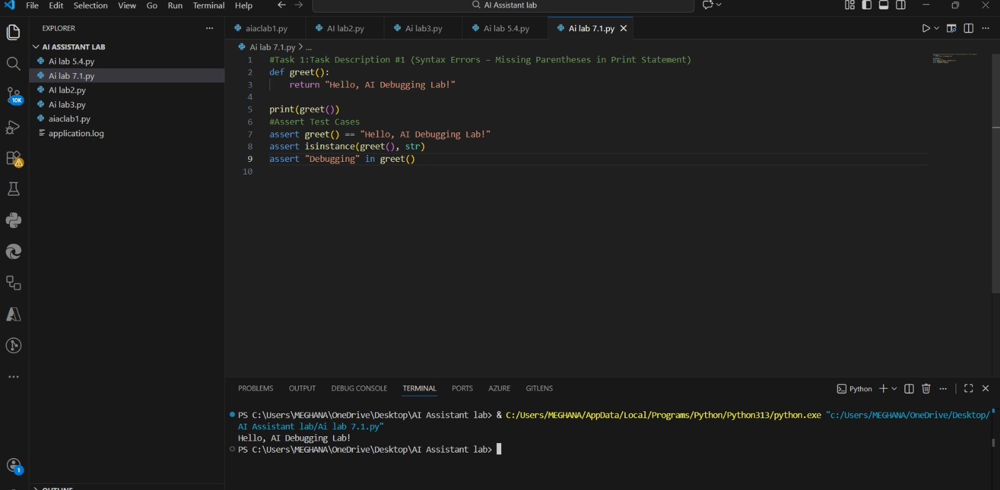 File Edit Selection View Go Run Terminal Help
AI Assistant lab
EXPLORER
AI ASSISTANT LAB
Ai lab 5.4.py
Ai lab 7.1.py
AI lab2.py
Ai lab3.py
aiaclab1.py
application.log
10K
1
OUTLINE
aiaclab1.py AI lab2.py Ai lab3.py Ai lab 5.4.py Ai lab 7.1.py
Ai lab 7.1.py > ...
1 #Task 1:Task Description #1 (Syntax Errors – Missing Parentheses in Print Statement)
2 def greet():
3 return "Hello, AI Debugging Lab!"
4
5 print(greet())
6 #Assert Test Cases
7 assert greet() == "Hello, AI Debugging Lab!"
8 assert isinstance(greet(), str)
9 assert "Debugging" in greet()
10
PROBLEMS OUTPUT DEBUG CONSOLE TERMINAL PORTS AZURE GITLENS
Python
PS C:\Users\MEGHANA\OneDrive\Desktop\AI Assistant lab> & C:/Users/MEGHANA/AppData/Local/Programs/Python/Python313/python.exe "c:/Users/MEGHANA/OneDrive/Desktop/
AI Assistant lab/Ai lab 7.1.py"
Hello, AI Debugging Lab!
PS C:\Users\MEGHANA\OneDrive\Desktop\AI Assistant lab>